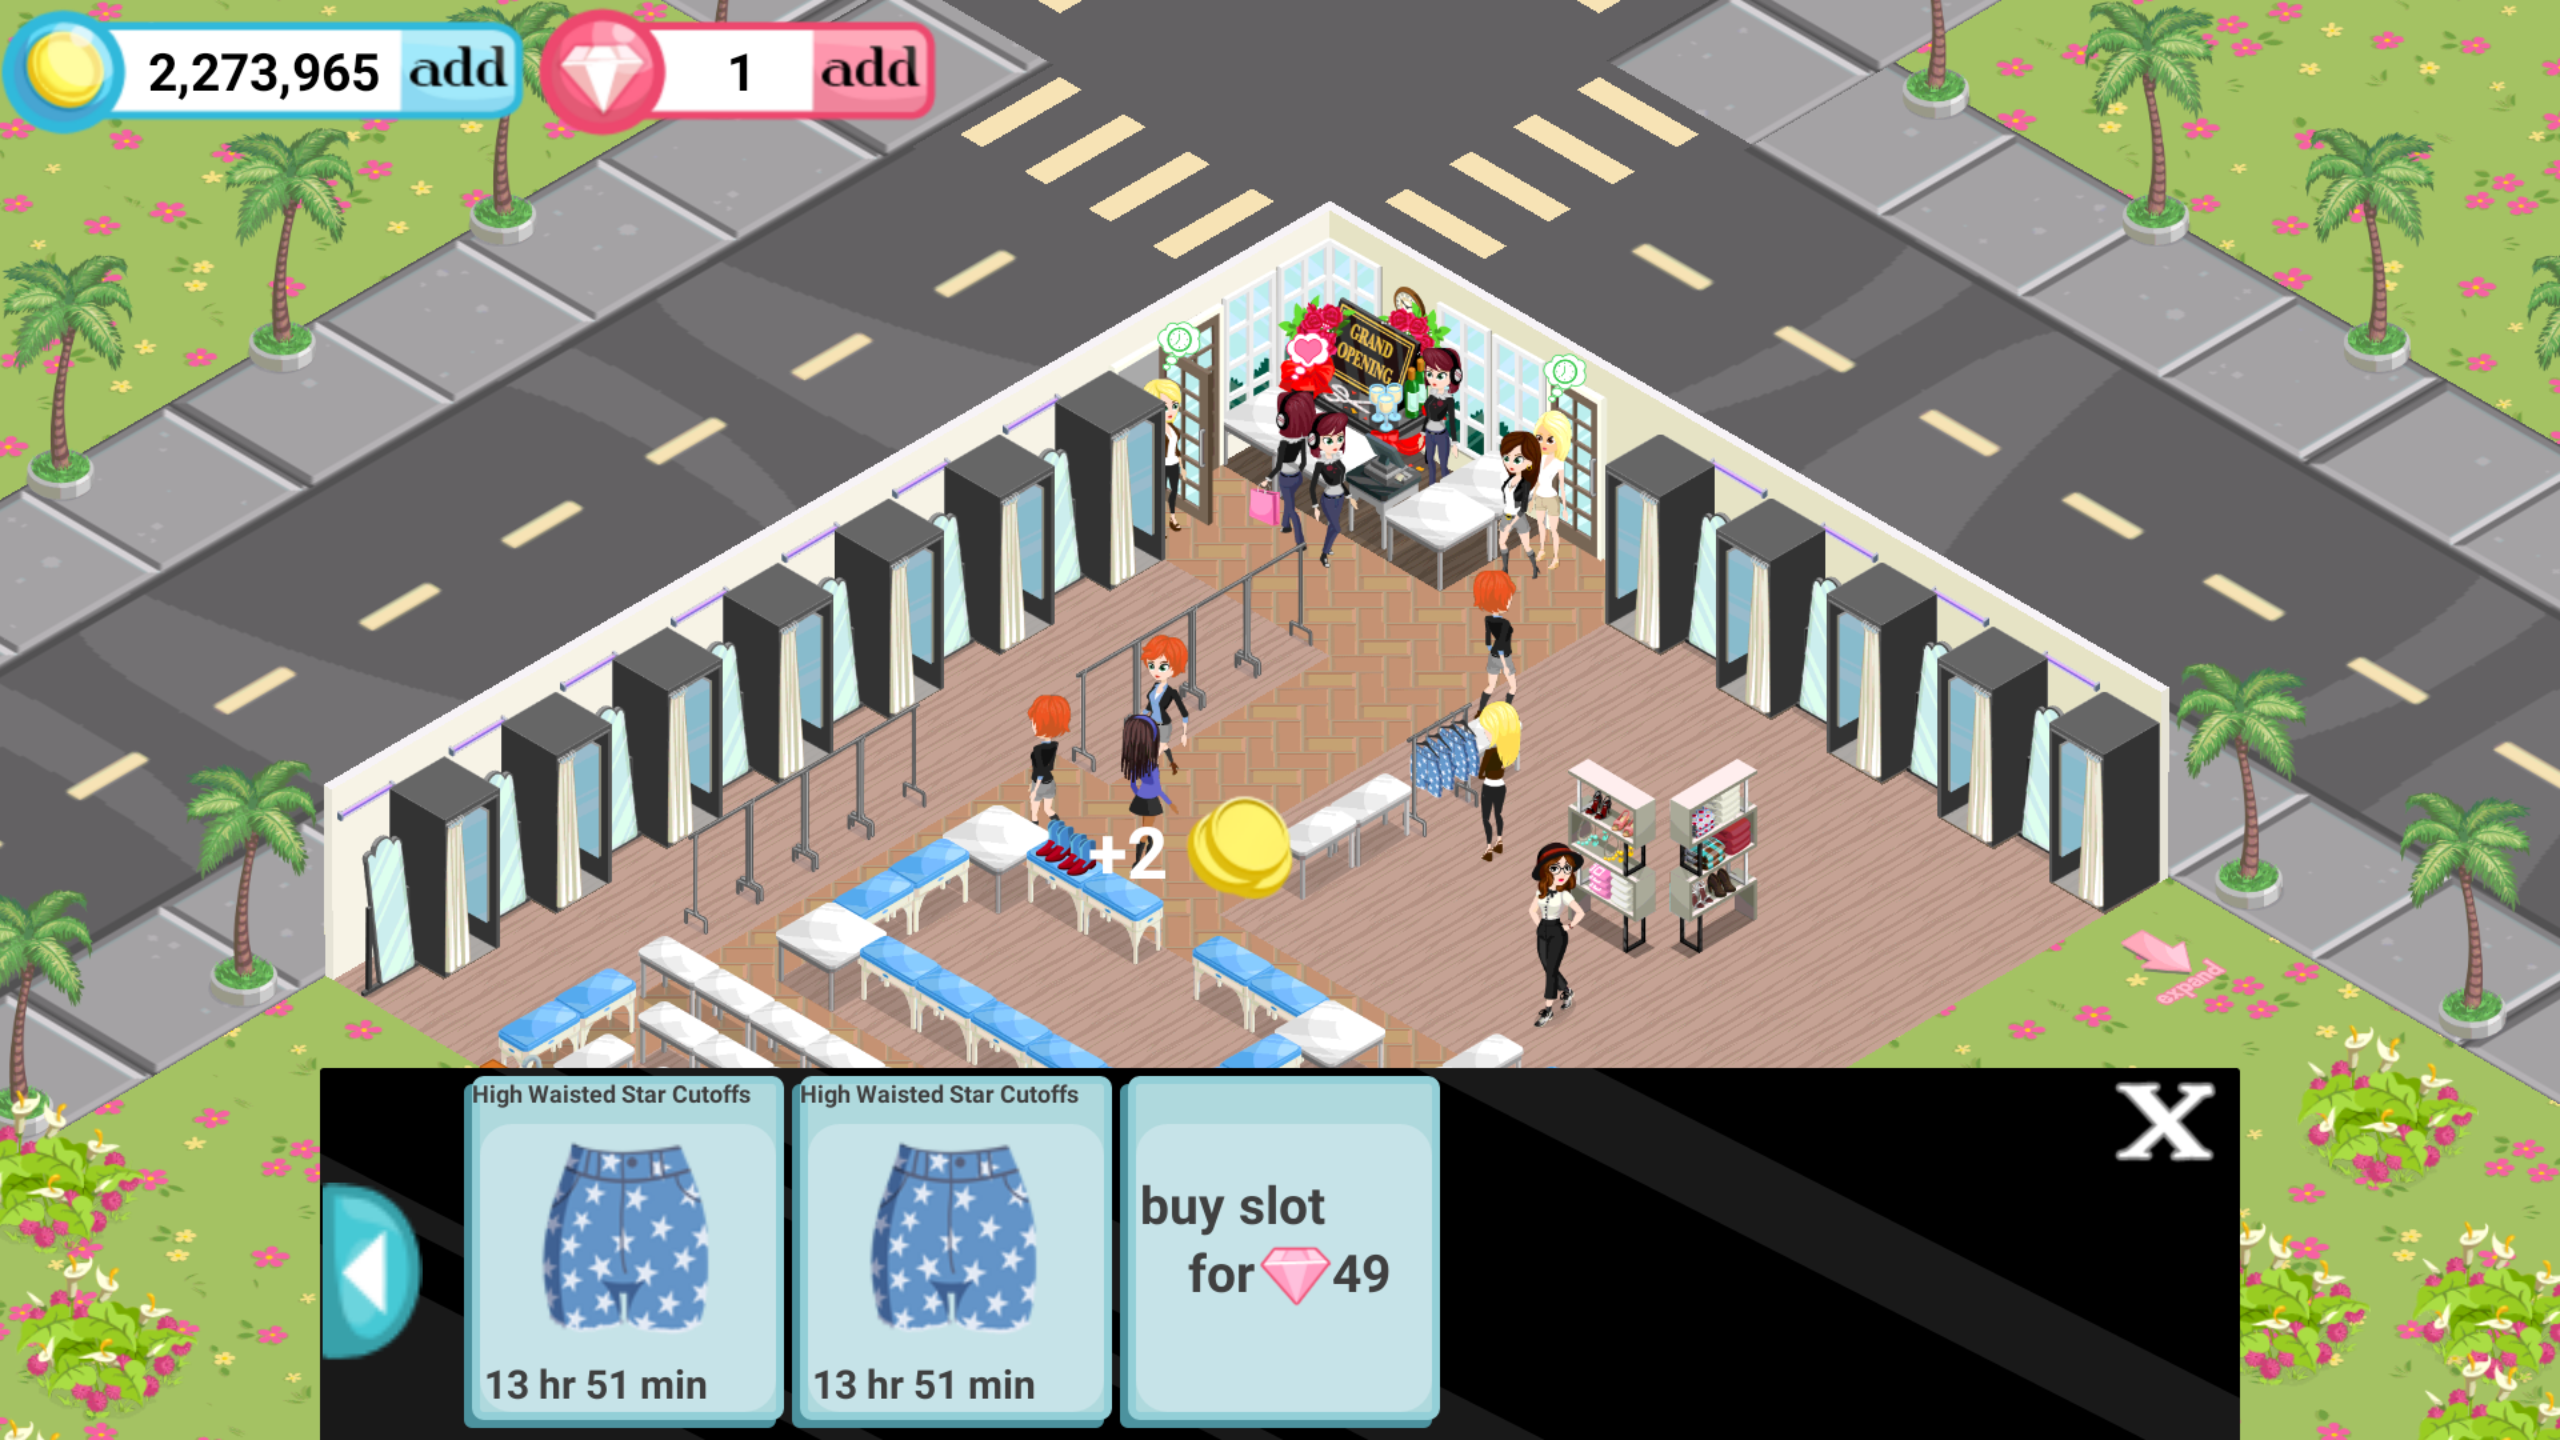 2,273,965 add 1 add
GRAND
OPENING
+2
expand
High Waisted Star Cutoffs
13 hr 51 min
High Waisted Star Cutoffs
13 hr 51 min
buy slot
for 49
X